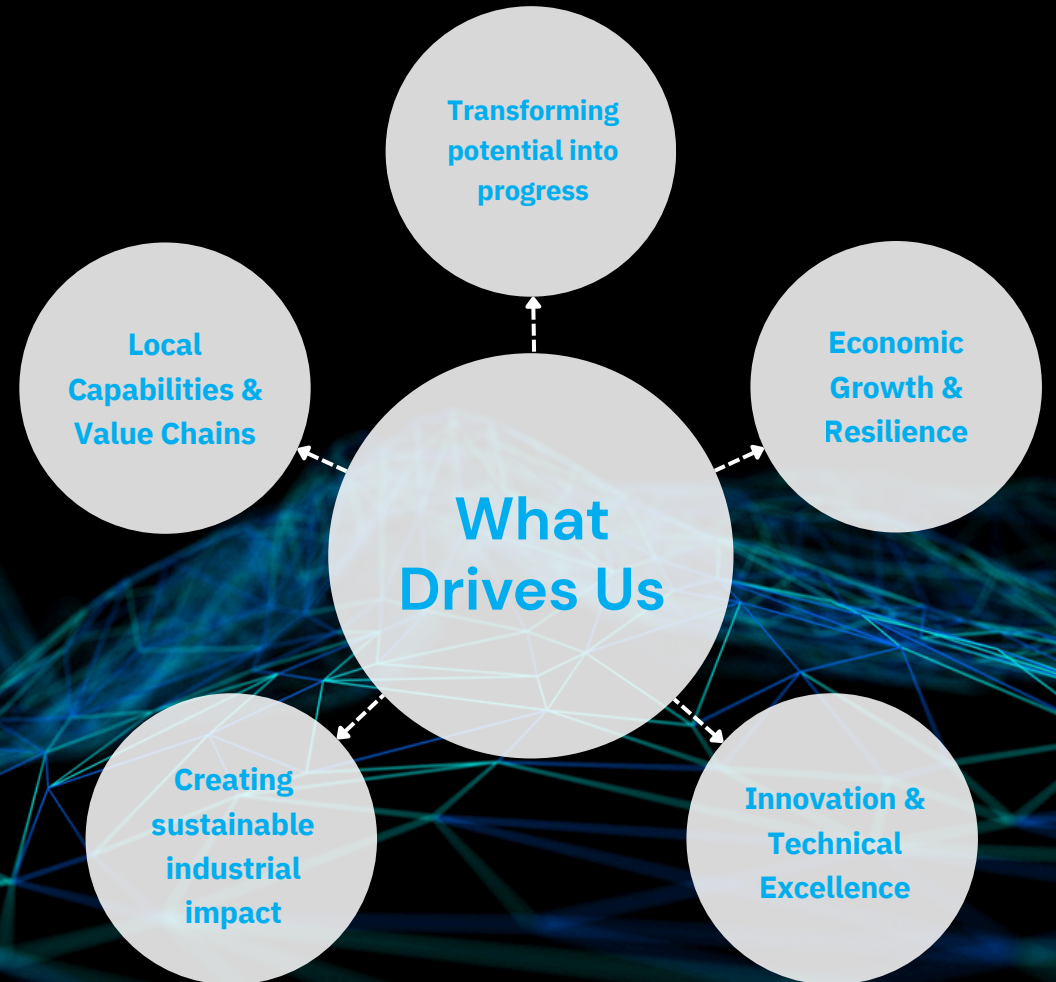 Transforming
potential into
progress
Local
Capabilities &
Value Chains
Economic
Growth &
Resilience
What
Drives Us
Creating
sustainable
industrial
impact
Innovation &
Technical
Excellence